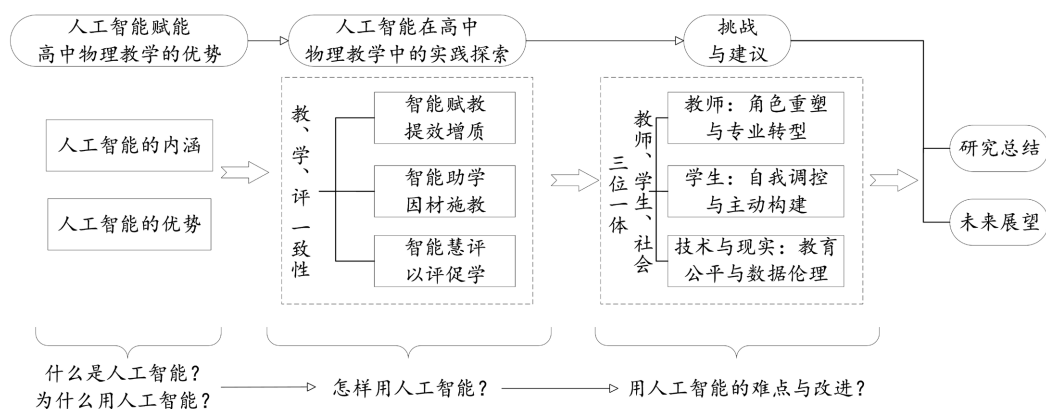 人工智能赋能
高中物理教学的优势
人工智能在高中
物理教学中的实践探索
挑战
与建议
人工智能的内涵
人工智能的优势
教、学、评一致性
智能赋教
提效增质
智能助学
因材施教
智能慧评
以评促学
教师、学生、社会
三位一体
教师：角色重塑
与专业转型
学生：自我调控
与主动构建
技术与现实：教育
公平与数据伦理
研究总结
未来展望
什么是人工智能？
为什么用人工智能？
怎样用人工智能？
用人工智能的难点与改进？